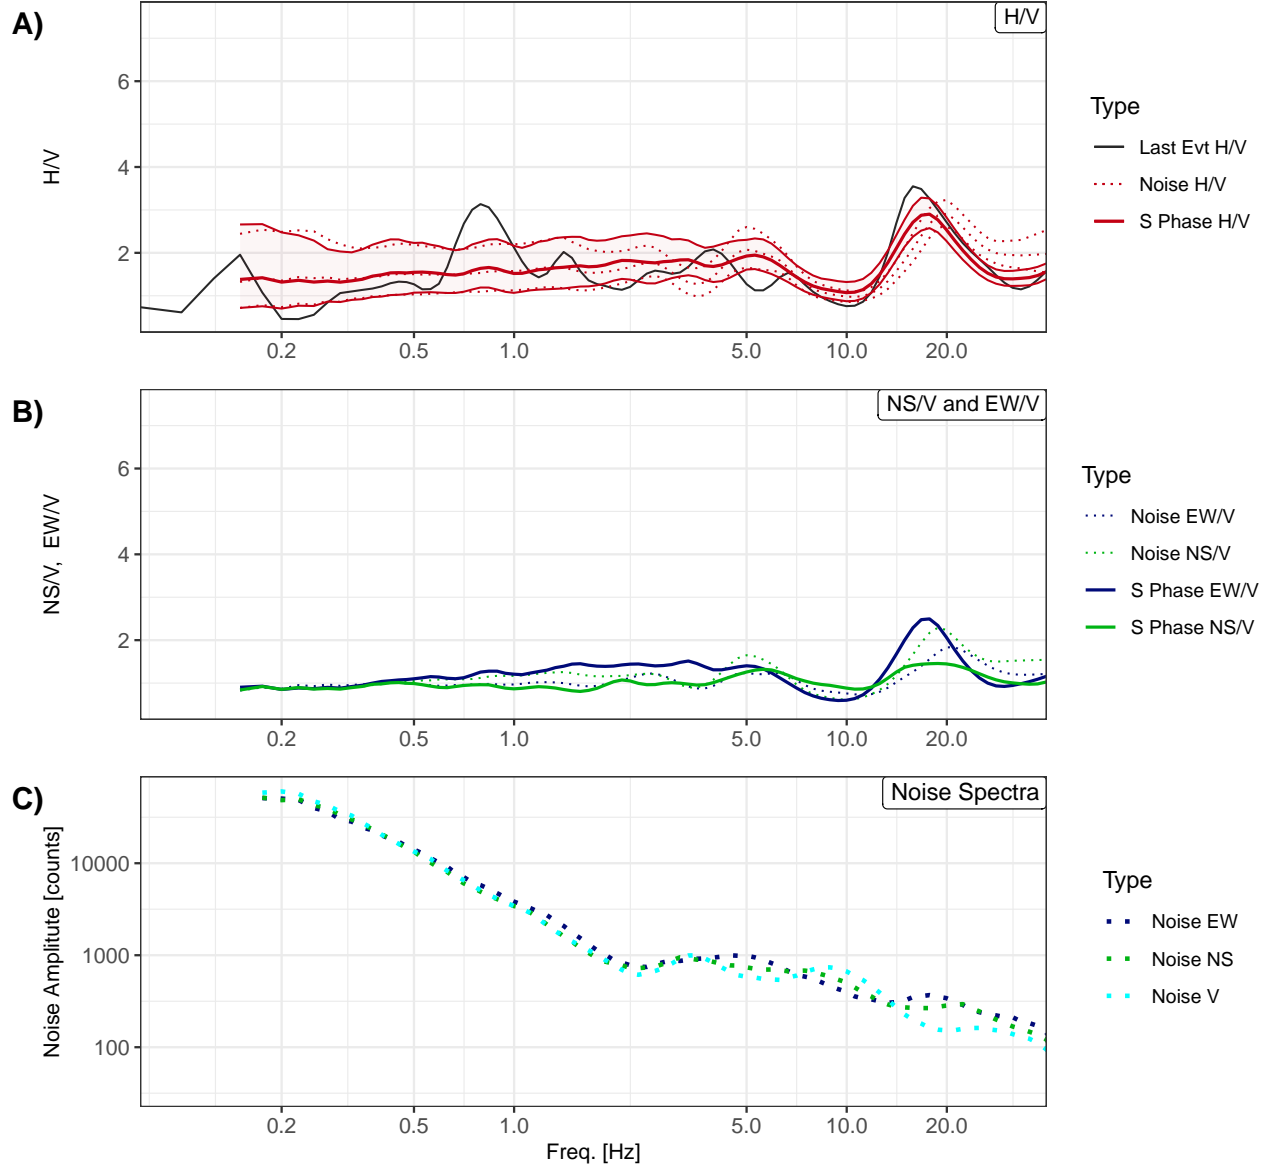 A)
H/V
6
4
2
H/V
0.2 0.5 1.0 5.0 10.0 20.0
Type
Last Evt H/V
Noise H/V
S Phase H/V
B)
NS/V and EW/V
6
4
2
NS/V, EW/V
0.2 0.5 1.0 5.0 10.0 20.0
Type
Noise EW/V
Noise NS/V
S Phase EW/V
S Phase NS/V
C)
Noise Spectra
10000
1000
100
Noise Amplitute [counts]
0.2 0.5 1.0 5.0 10.0 20.0
Freq. [Hz]
Type
Noise EW
Noise NS
Noise V